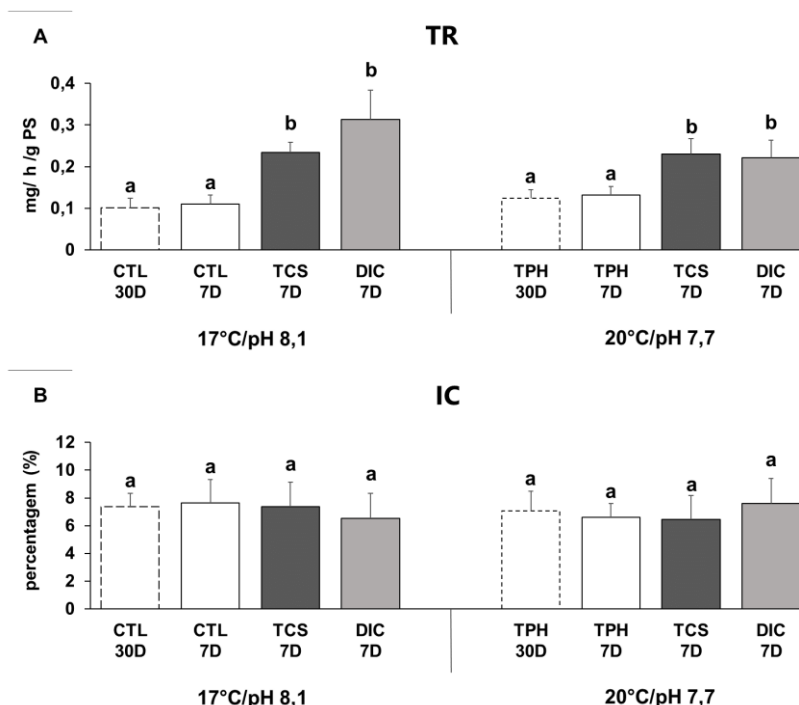 A
TR
mg/ h /g PS
0,4
0,3
0,2
0,1
0
a
a
b
b
a
a
b
b
CTL CTL TCS DIC TPH TPH TCS DIC
30D 7D 7D 7D 30D 7D 7D 7D
17°C/pH 8,1 20°C/pH 7,7
B
IC
percentagem (%)
12
10
8
6
4
2
0
a
a
a
a
a
a
a
a
CTL CTL TCS DIC TPH TPH TCS DIC
30D 7D 7D 7D 30D 7D 7D 7D
17°C/pH 8,1 20°C/pH 7,7